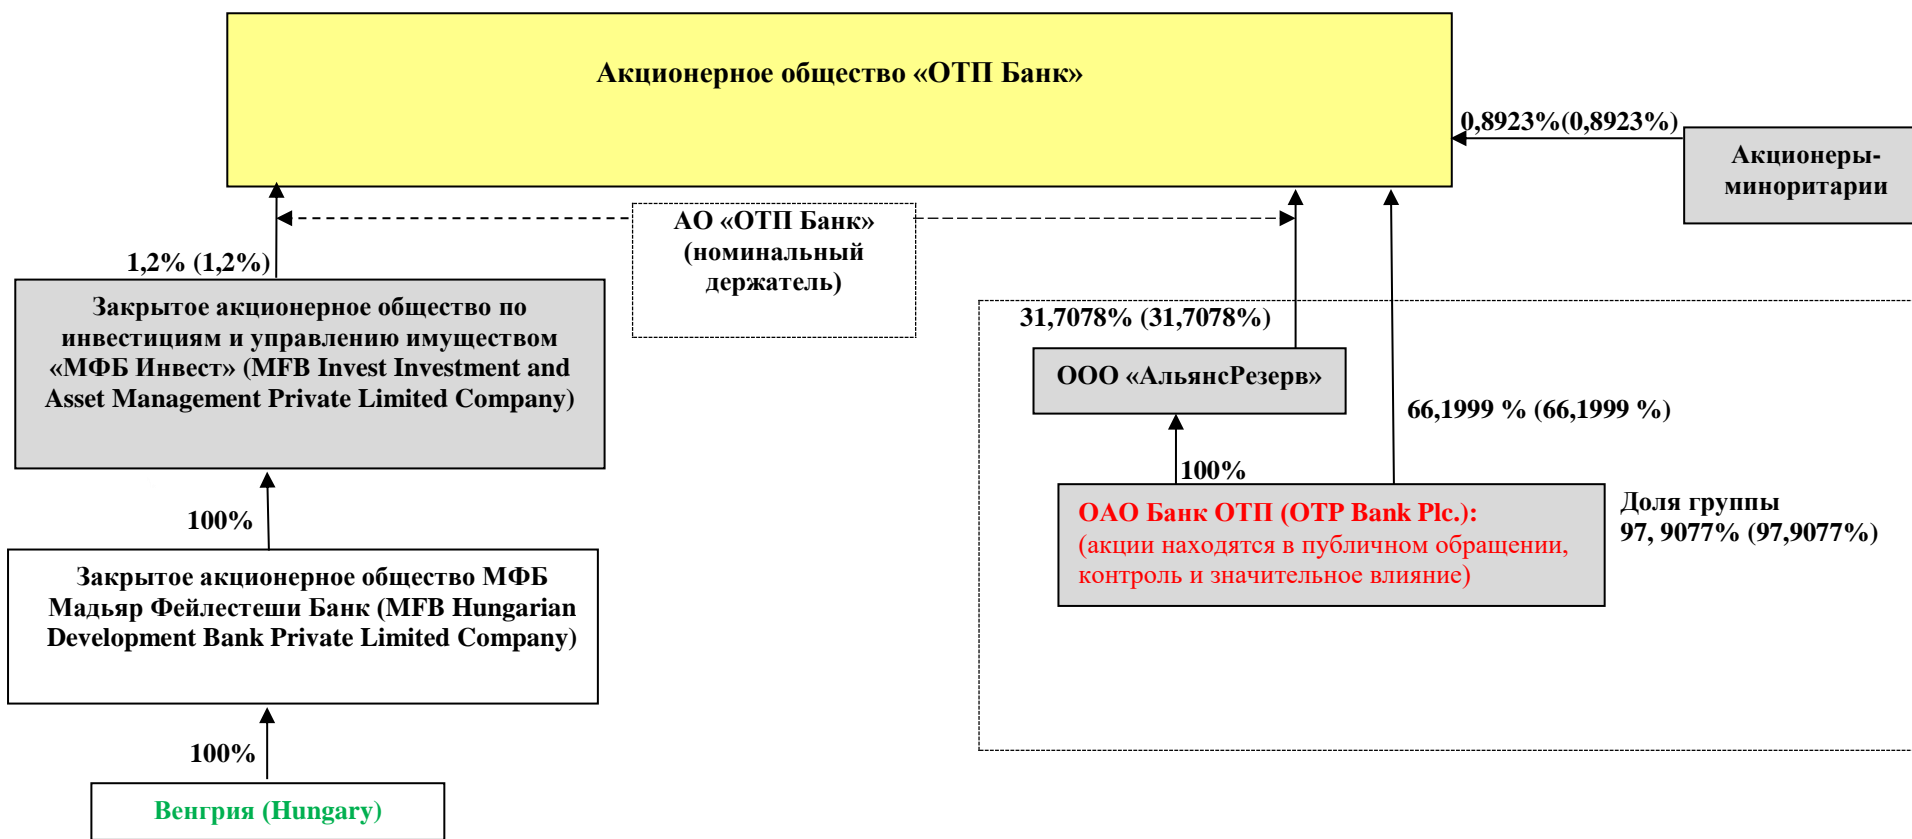 Акционерное общество «ОТП Банк»
0,8923%(0,8923%)
Акционеры-
миноритарии
АО «ОТП Банк»
(номинальный
держатель)
1,2% (1,2%)
Закрытое акционерное общество по
инвестициям и управлению имуществом
«МФБ Инвест» (MFB Invest Investment and
Asset Management Private Limited Company)
31,7078% (31,7078%)
ООО «АльянсРезерв»
66,1999 % (66,1999 %)
100%
ОАО Банк ОТП (OTP Bank Plc.):
(акции находятся в публичном обращении,
контроль и значительное влияние)
Доля группы
97, 9077% (97,9077%)
100%
Закрытое акционерное общество МФБ
Мадьяр Фейлестеши Банк (MFB Hungarian
Development Bank Private Limited Company)
100%
Венгрия (Hungary)